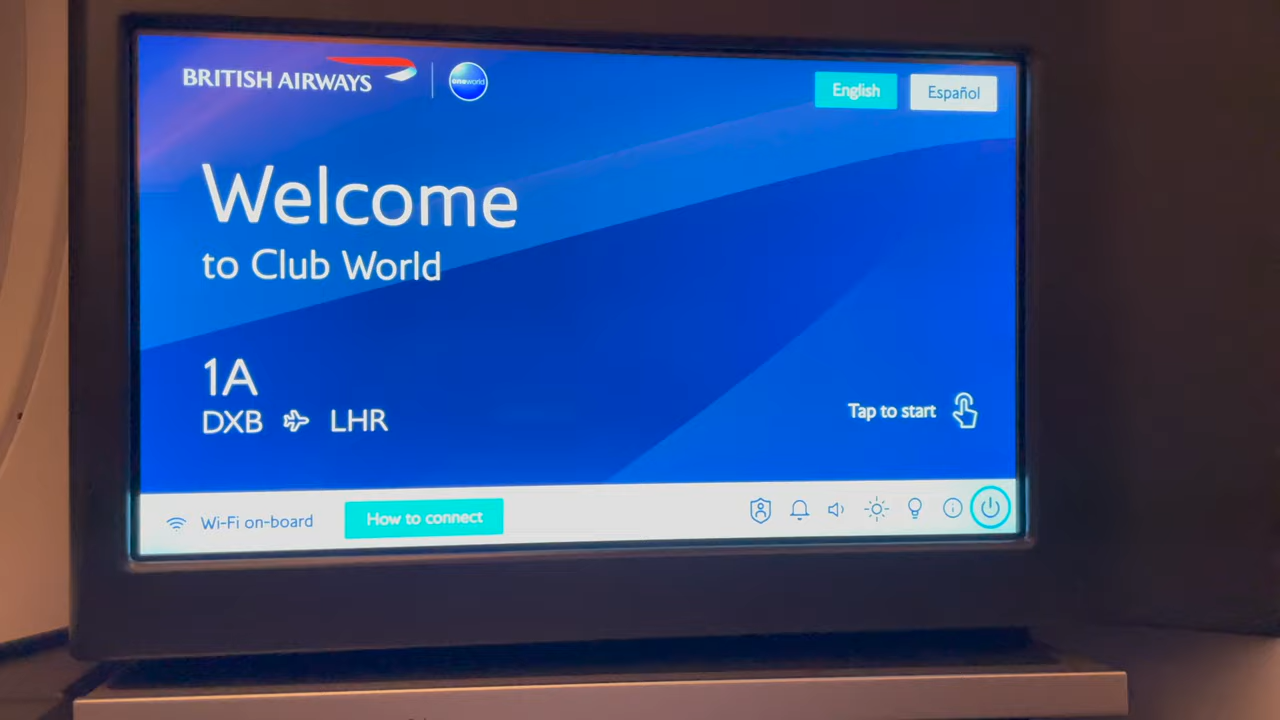 BRITISH AIRWAYS
oneworld
English
Español
Welcome
to Club World
1A
DXB LHR
Tap to start
Wi-Fi on-board
How to connect